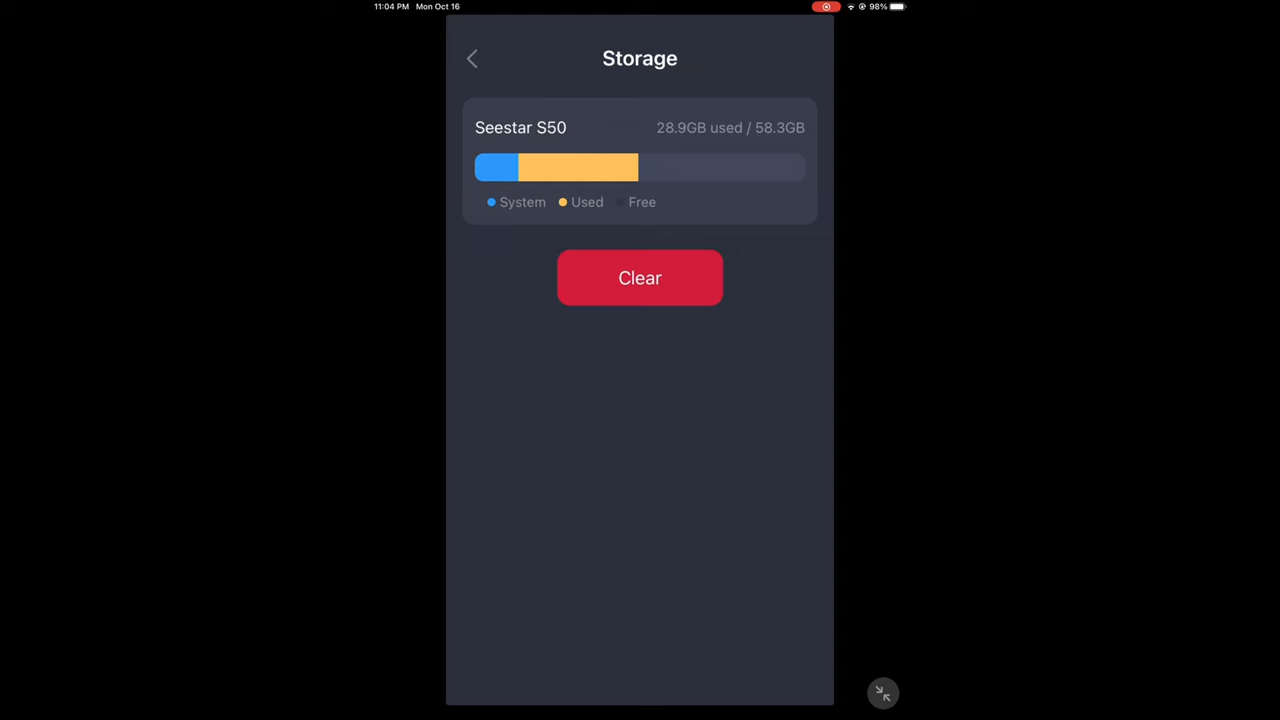 11:04 PM Mon Oct 16
98%
Storage
Seestar S50
28.9GB used / 58.3GB
System Used Free
Clear